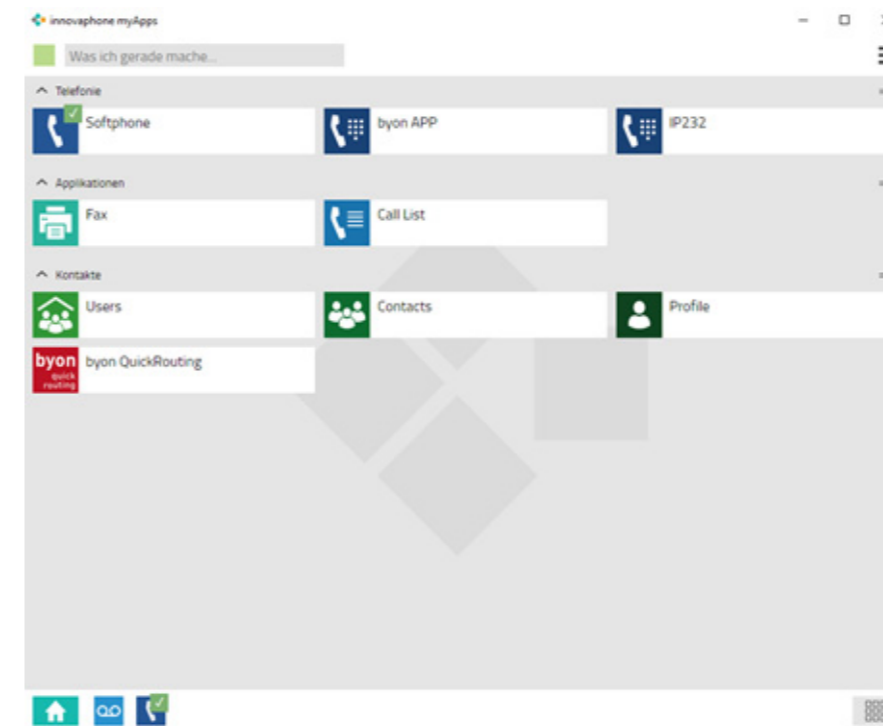 innovaphone myApps
Was ich gerade mache...
Telefonie
Softphone
byon APP
IP232
Applikationen
Fax
Call List
Kontakte
Users
Contacts
Profile
byon
quick
routing
byon QuickRouting